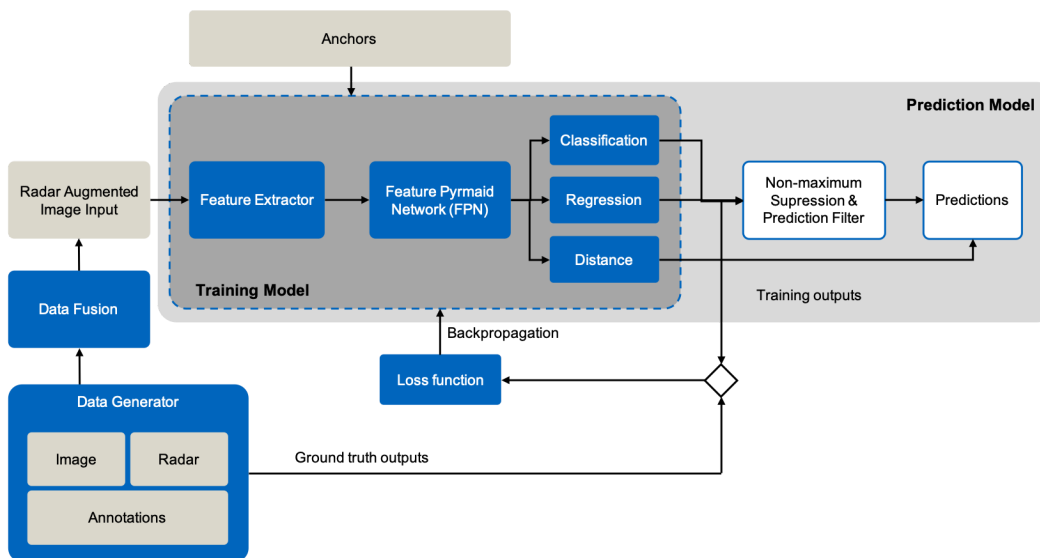 Anchors
Prediction Model
Classification
Radar Augmented
Image Input
Feature Extractor
Feature Pyrmaid
Network (FPN)
Regression
Non-maximum
Supression &
Prediction Filter
Predictions
Distance
Training Model
Training outputs
Data Fusion
Backpropagation
Loss function
Data Generator
Image
Radar
Ground truth outputs
Annotations